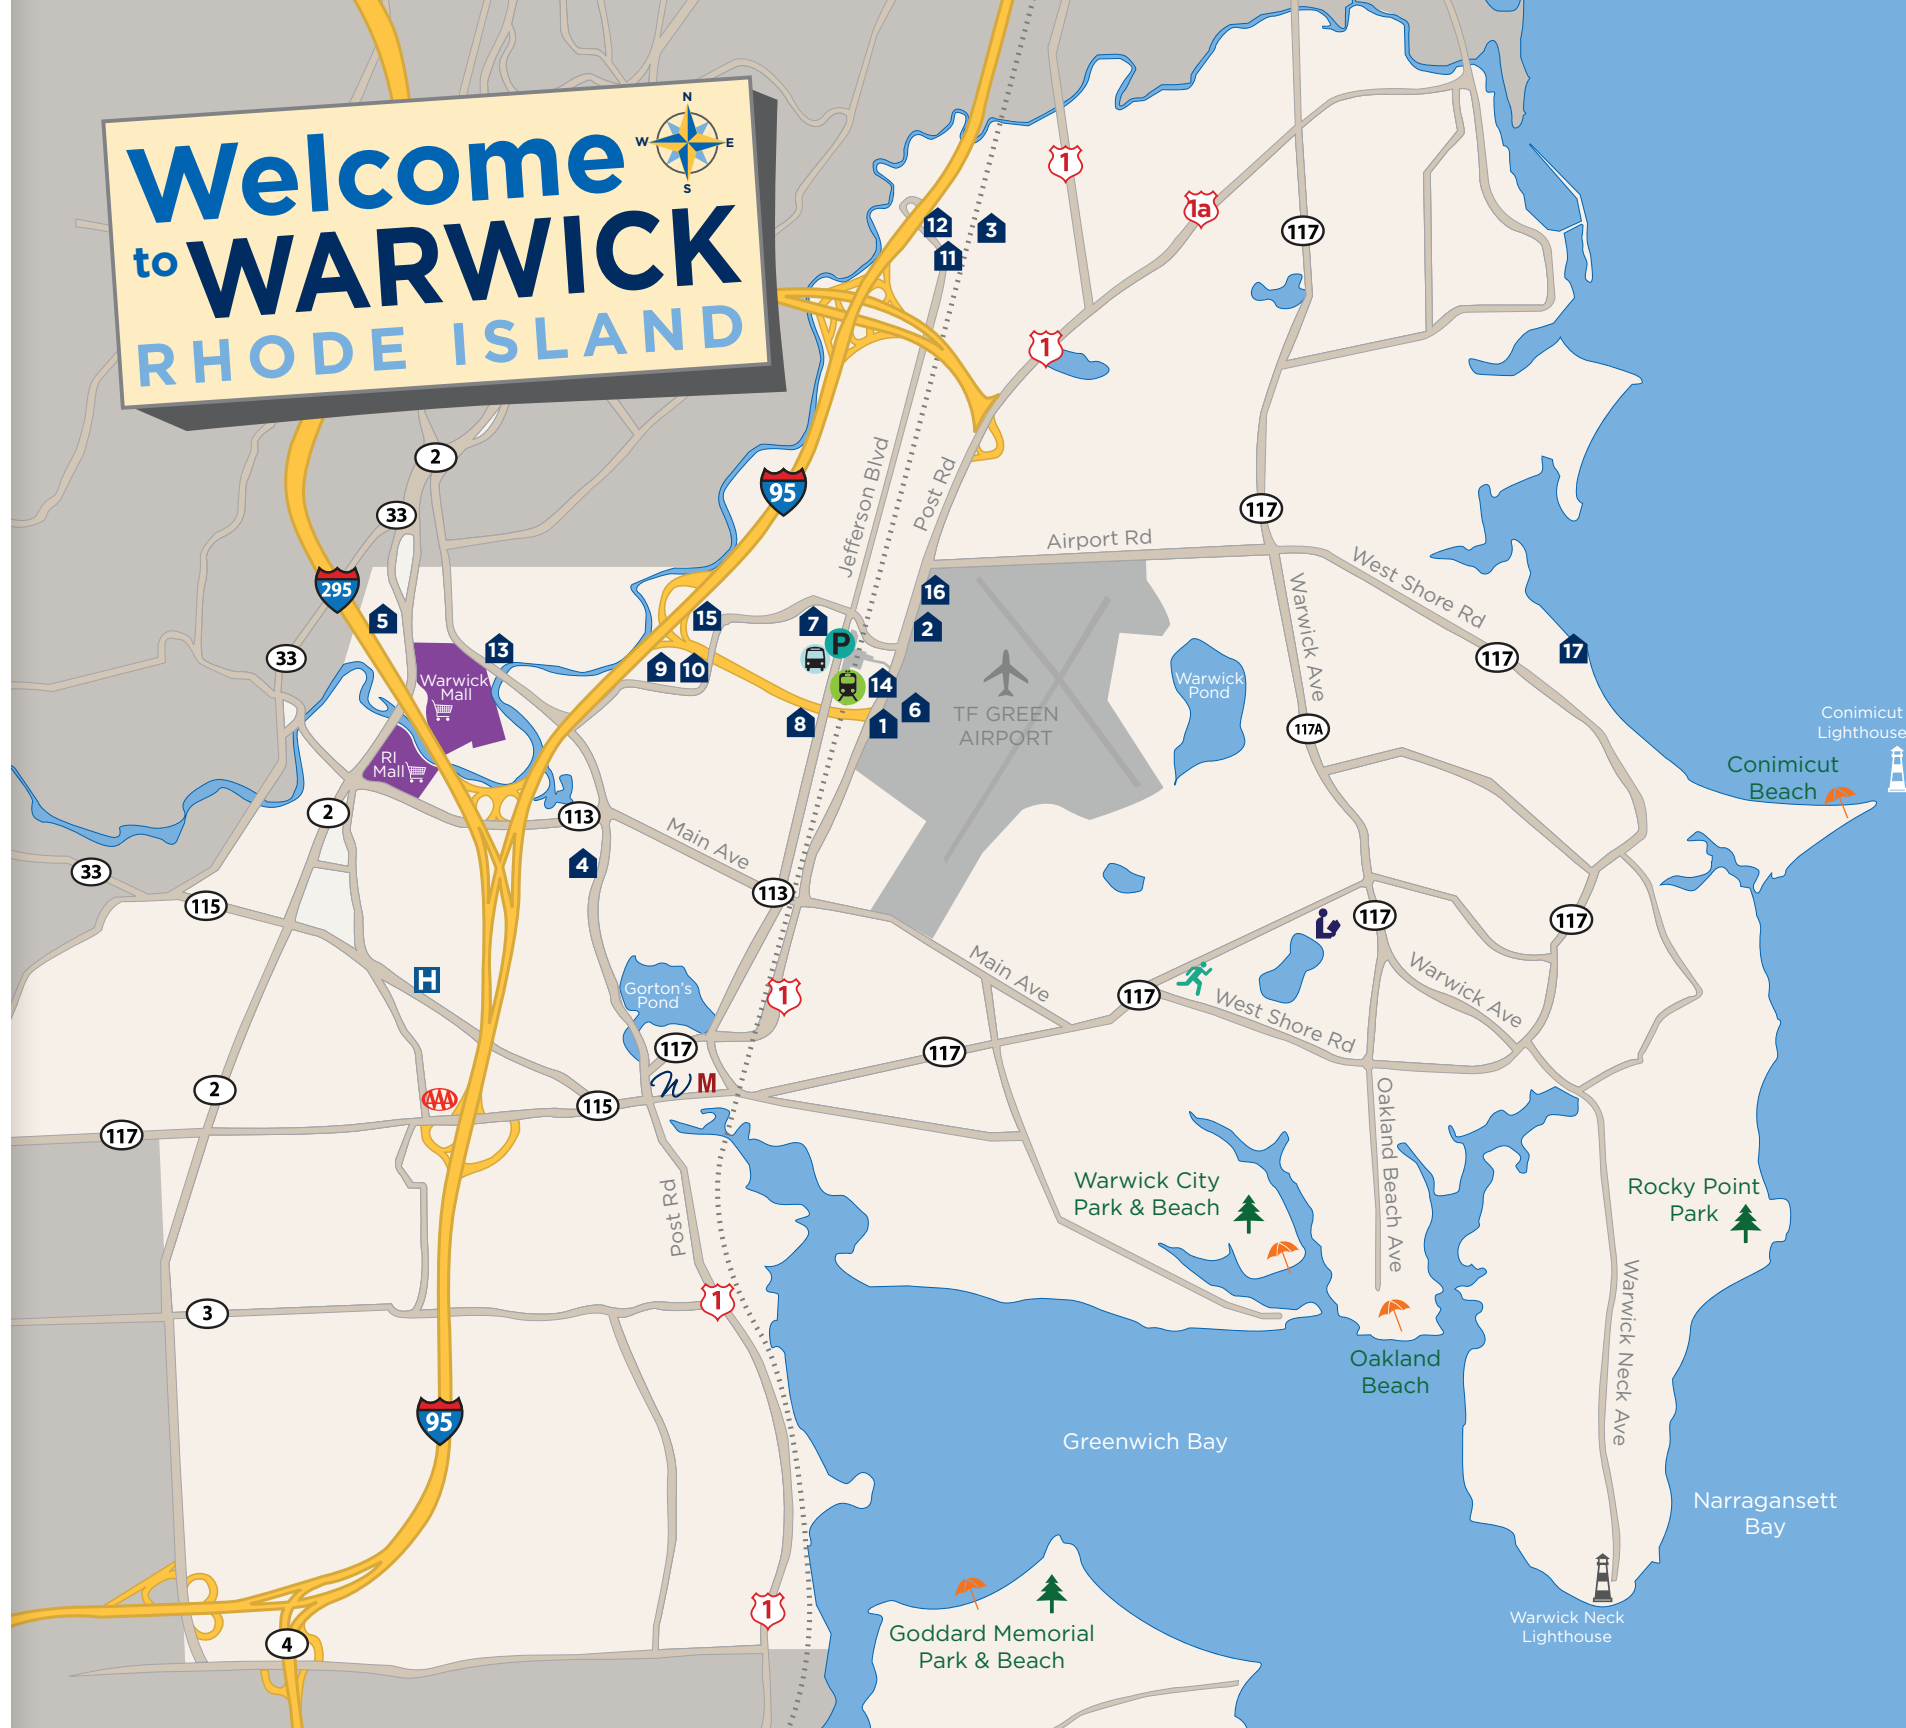 Welcome
to WARWICK
RHODE ISLAND
N
W E
S
1
1a
117
12
3
11
1
2
95
33
Jefferson Blvd
Post Rd
117
Airport Rd
West Shore Rd
295
5
15
7
P
16
2
Warwick Ave
33
13
9
10
14
117
17
Warwick
Mall
Warwick
Pond
8
1
6
TF GREEN
AIRPORT
117A
Conimicut
Lighthouse
RI
Mall
Conimicut
Beach
2
113
Main Ave
4
33
115
113
117
117
H
Main Ave
Warwick Ave
Gorton's
Pond
1
117
West Shore Rd
117
117
2
W M
AAA
115
117
Oakland Beach Ave
Post Rd
Warwick City
Park & Beach
Rocky Point
Park
3
1
Warwick Neck Ave
Oakland
Beach
95
Greenwich Bay
Narragansett
Bay
1
4
Goddard Memorial
Park & Beach
Warwick Neck
Lighthouse